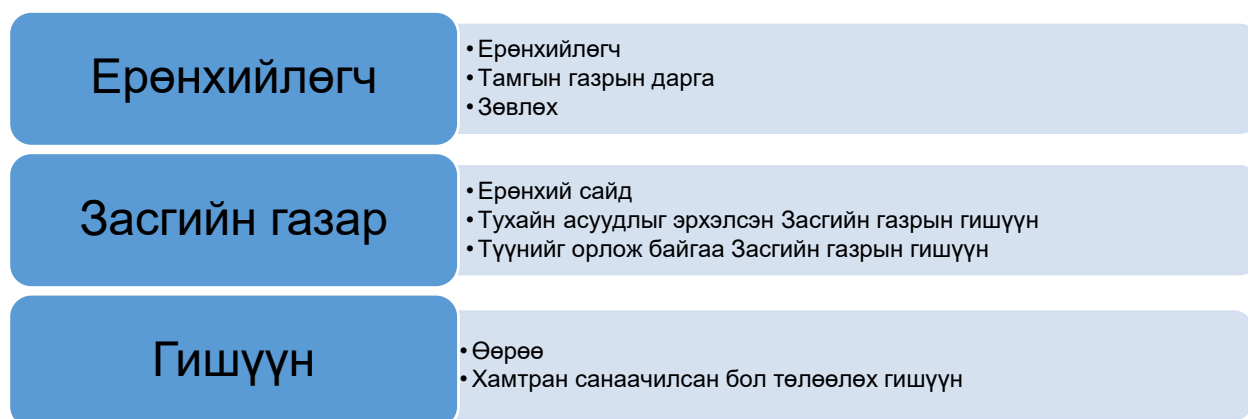 Ерөнхийлөгч
• Ерөнхийлөгч
• Тамгын газрын дарга
• Зөвлөх
Засгийн газар
• Ерөнхий сайд
• Тухайн асуудлыг эрхэлсэн Засгийн газрын гишүүн
• Түүнийг орлож байгаа Засгийн газрын гишүүн
Гишүүн
• Өөрөө
• Хамтран санаачилсан бол төлөөлөх гишүүн